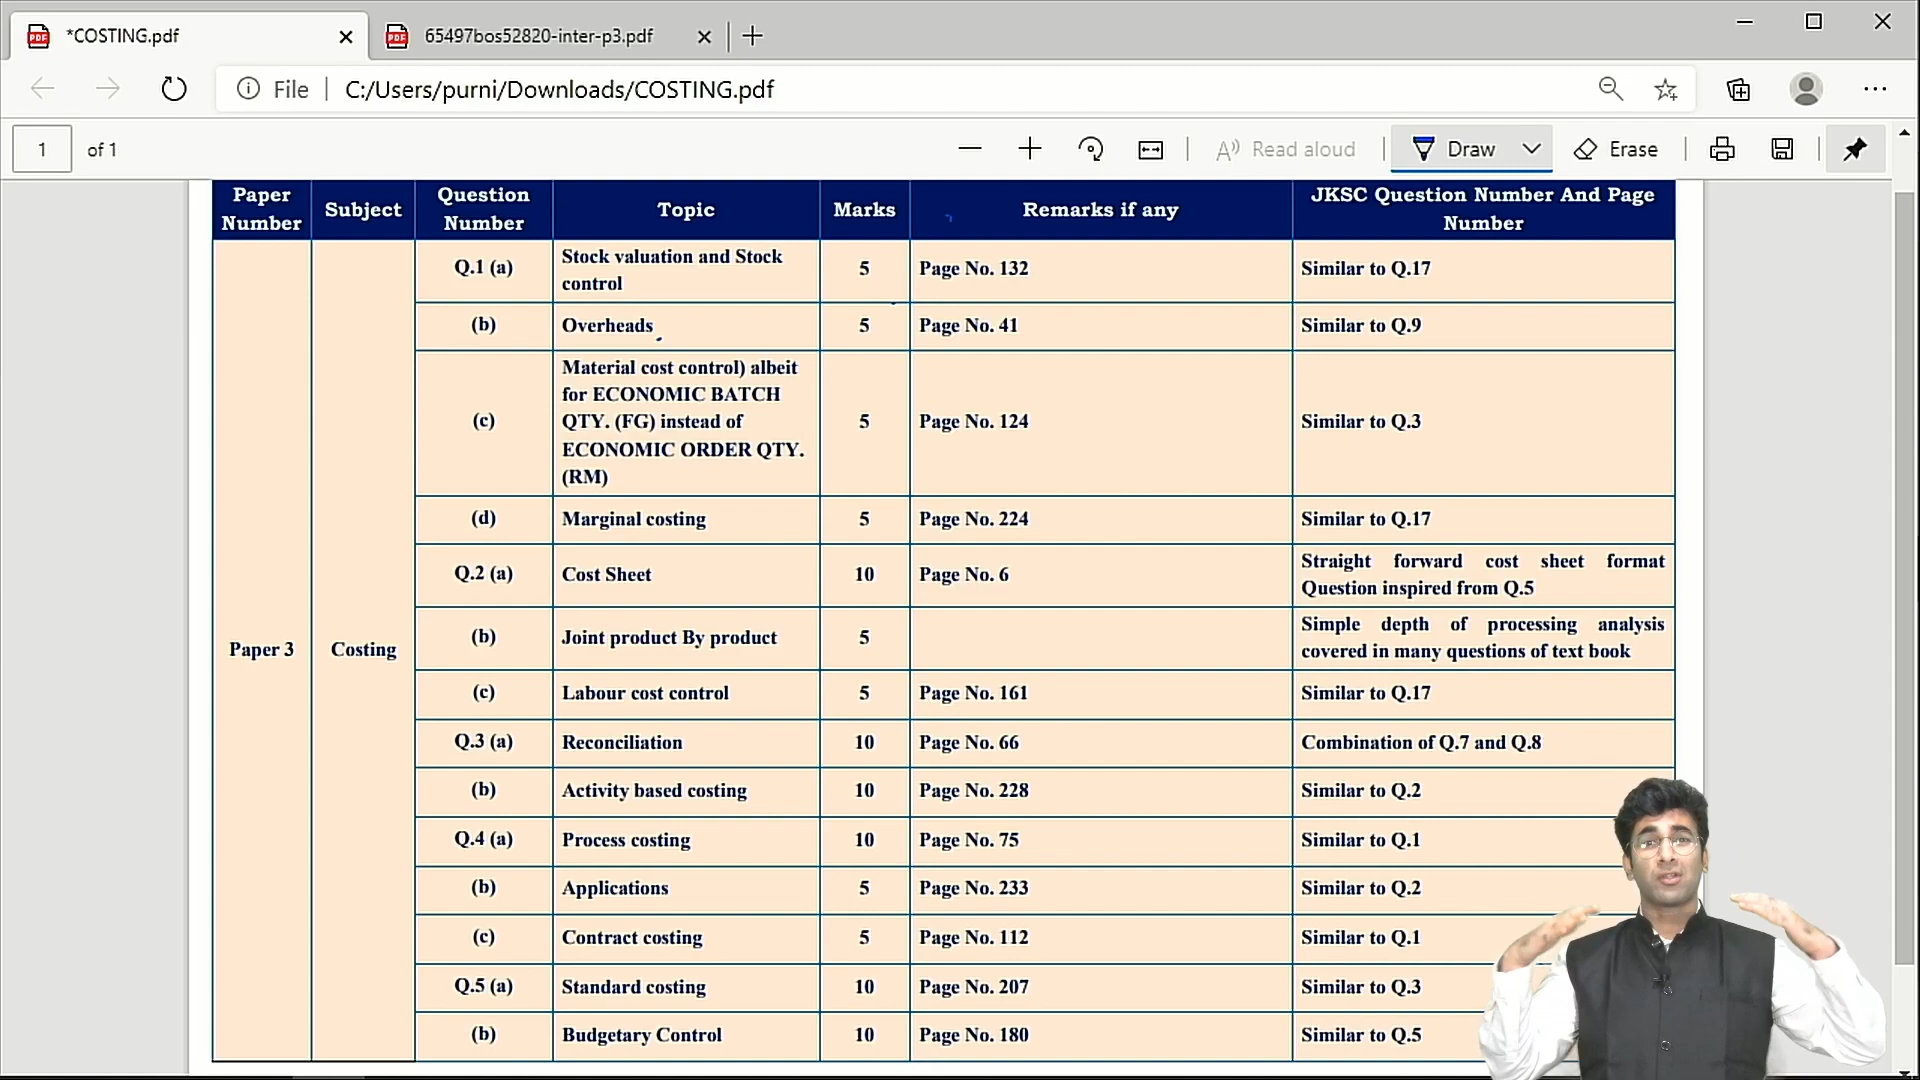 *COSTING.pdf
65497bos52820-inter-p3.pdf
File
C:/Users/purni/Downloads/COSTING.pdf
1
of 1
Read aloud
Draw
Erase
Paper Number Subject Question Number Topic Marks Remarks if any JKSC Question Number And Page Number
Paper 3 Costing
Q.1 (a) Stock valuation and Stock control 5 Page No. 132 Similar to Q.17
(b) Overheads 5 Page No. 41 Similar to Q.9
(c) Material cost control) albeit for ECONOMIC BATCH QTY. (FG) instead of ECONOMIC ORDER QTY. (RM) 5 Page No. 124 Similar to Q.3
(d) Marginal costing 5 Page No. 224 Similar to Q.17
Q.2 (a) Cost Sheet 10 Page No. 6 Straight forward cost sheet format Question inspired from Q.5
(b) Joint product By product 5 Simple depth of processing analysis covered in many questions of text book
(c) Labour cost control 5 Page No. 161 Similar to Q.17
Q.3 (a) Reconciliation 10 Page No. 66 Combination of Q.7 and Q.8
(b) Activity based costing 10 Page No. 228 Similar to Q.2
Q.4 (a) Process costing 10 Page No. 75 Similar to Q.1
(b) Applications 5 Page No. 233 Similar to Q.2
(c) Contract costing 5 Page No. 112 Similar to Q.1
Q.5 (a) Standard costing 10 Page No. 207 Similar to Q.3
(b) Budgetary Control 10 Page No. 180 Similar to Q.5